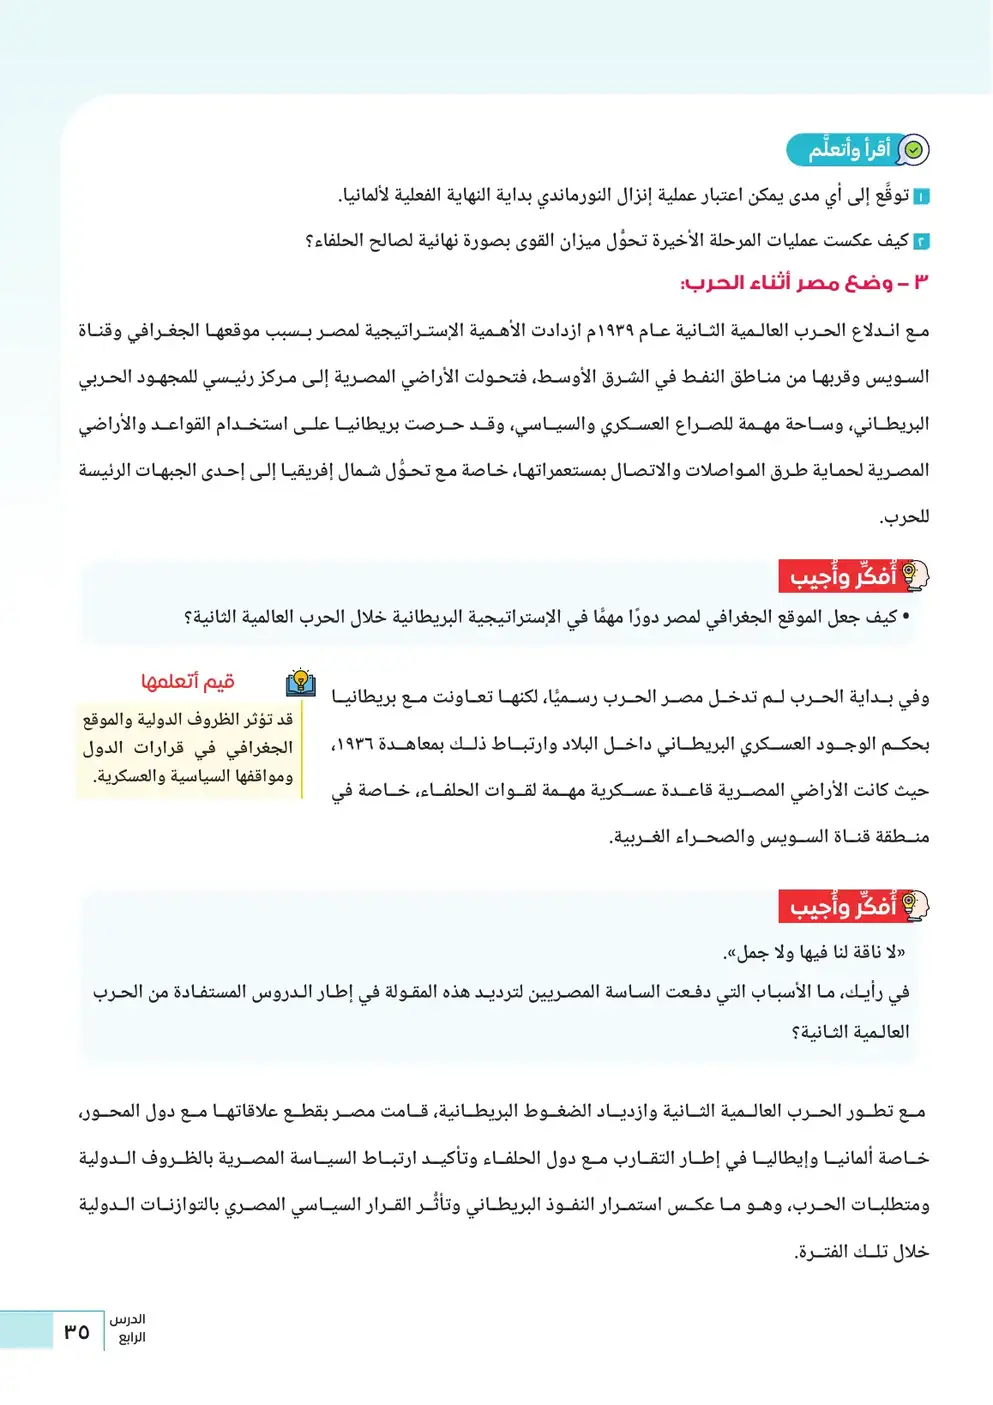 أقرأ وأتعلَّم
١ توقَّع إلى أي مدى يمكن اعتبار عملية إنزال النورماندي بداية النهاية الفعلية لألمانيا.
٢ كيف عكست عمليات المرحلة الأخيرة تحوُّل ميزان القوى بصورة نهائية لصالح الحلفاء؟
٣ – وضع مصر أثناء الحرب:
مع اندلاع الحرب العالمية الثانية عام ١٩٣٩م ازدادت الأهمية الإستراتيجية لمصر بسبب موقعها الجغرافي وقناة
السويس وقربها من مناطق النفط في الشرق الأوسط، فتحولت الأراضي المصرية إلى مركز رئيسي للمجهود الحربي
البريطاني، وساحة مهمة للصراع العسكري والسياسي، وقد حرصت بريطانيا على استخدام القواعد والأراضي
المصرية لحماية طرق المواصلات والاتصال بمستعمراتها، خاصة مع تحوُّل شمال إفريقيا إلى إحدى الجبهات الرئيسة
للحرب.
أفكِّر وأجيب
• كيف جعل الموقع الجغرافي لمصر دورًا مهمًّا في الإستراتيجية البريطانية خلال الحرب العالمية الثانية؟
وفي بداية الحرب لم تدخل مصر الحرب رسميًّا، لكنها تعاونت مع بريطانيا
بحكم الوجود العسكري البريطاني داخل البلاد وارتباط ذلك بمعاهدة ١٩٣٦،
حيث كانت الأراضي المصرية قاعدة عسكرية مهمة لقوات الحلفاء، خاصة في
منطقة قناة السويس والصحراء الغربية.
قيم أتعلمها
قد تؤثر الظروف الدولية والموقع
الجغرافي في قرارات الدول
ومواقفها السياسية والعسكرية.
أفكِّر وأجيب
«لا ناقة لنا فيها ولا جمل».
في رأيك، ما الأسباب التي دفعت الساسة المصريين لترديد هذه المقولة في إطار الدروس المستفادة من الحرب
العالمية الثانية؟
مع تطور الحرب العالمية الثانية وازدياد الضغوط البريطانية، قامت مصر بقطع علاقاتها مع دول المحور،
خاصة ألمانيا وإيطاليا في إطار التقارب مع دول الحلفاء وتأكيد ارتباط السياسة المصرية بالظروف الدولية
ومتطلبات الحرب، وهو ما عكس استمرار النفوذ البريطاني وتأثُّر القرار السياسي المصري بالتوازنات الدولية
خلال تلك الفترة.
الدرس
الرابع
٣٥